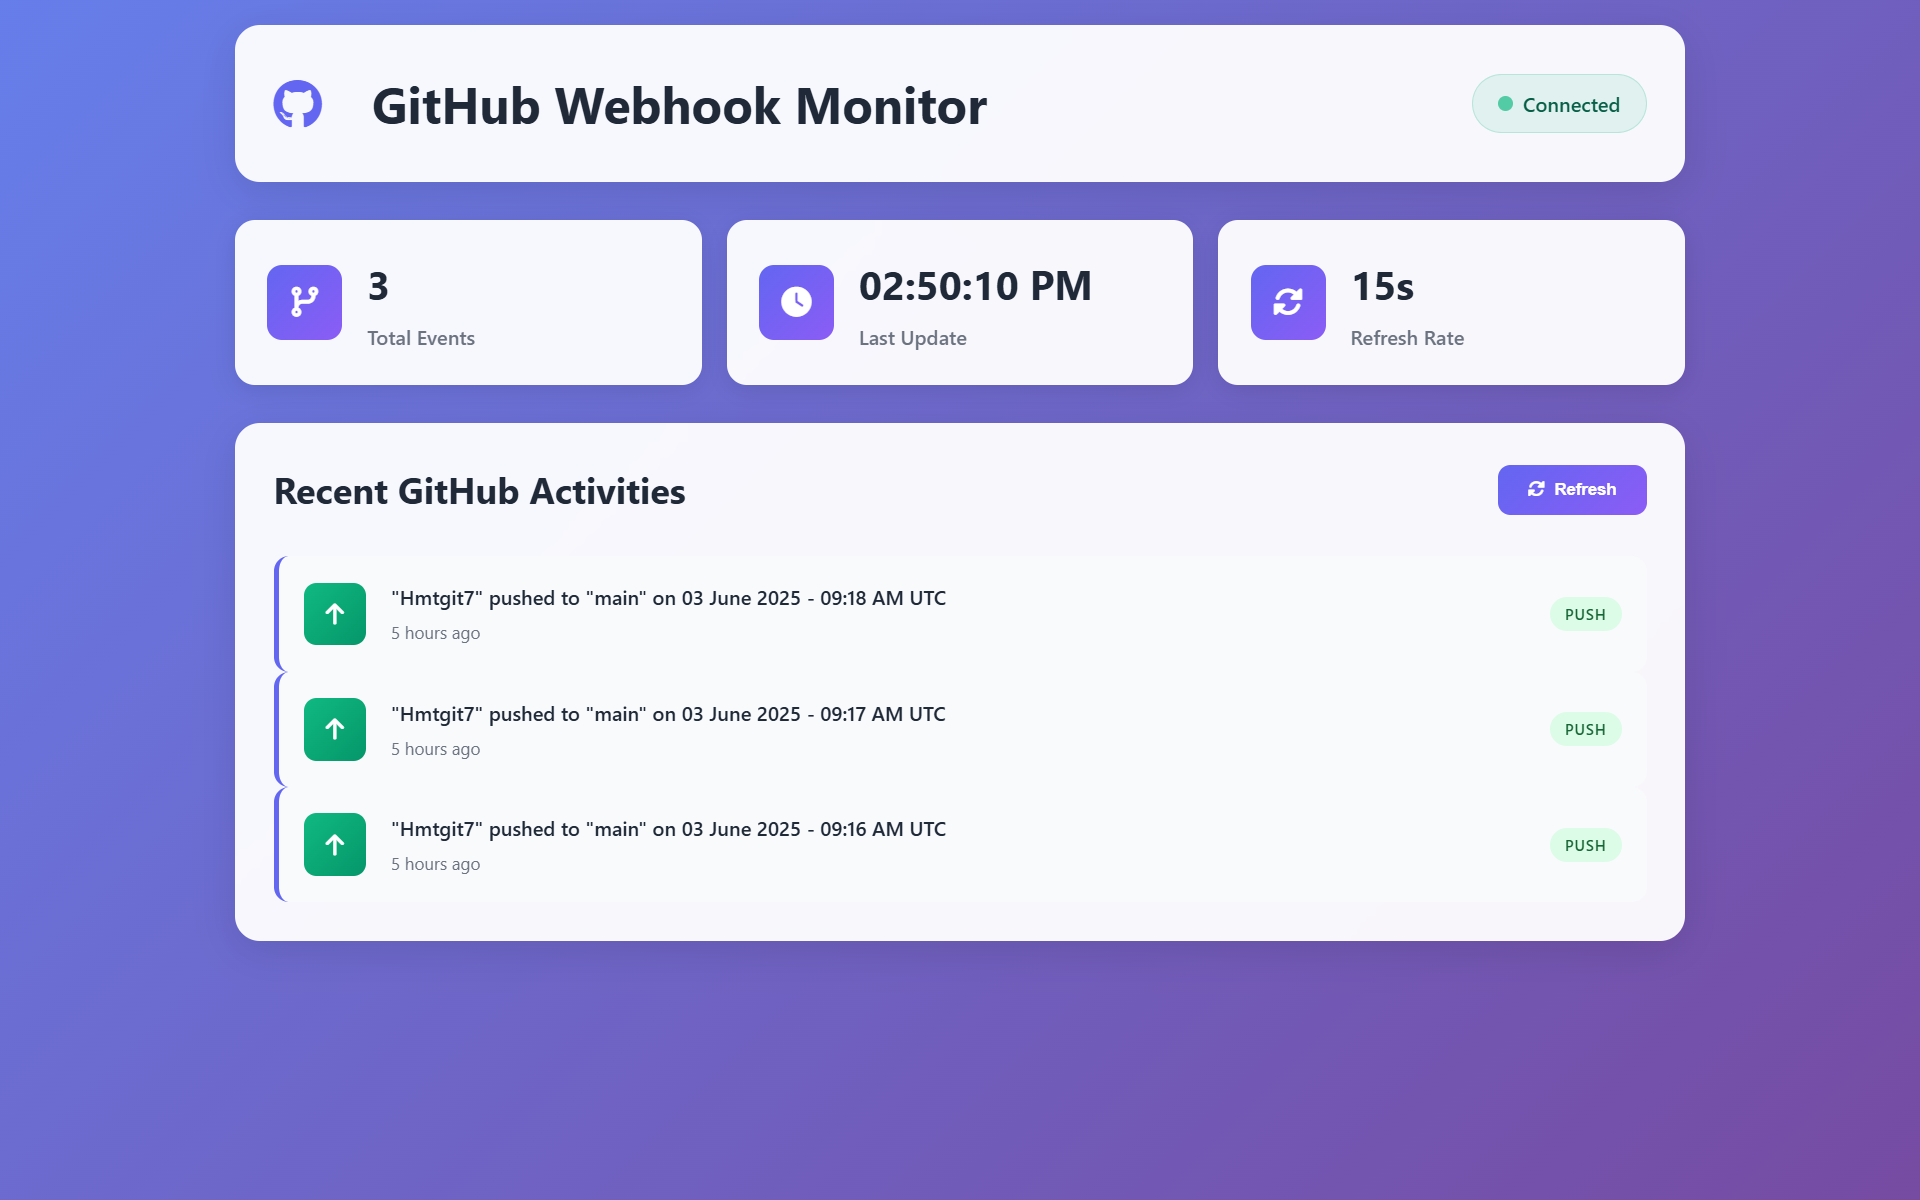 GitHub Webhook Monitor
Connected
3
Total Events
02:50:10 PM
Last Update
15s
Refresh Rate
Recent GitHub Activities
Refresh
"Hmtgit7" pushed to "main" on 03 June 2025 - 09:18 AM UTC
5 hours ago
PUSH
"Hmtgit7" pushed to "main" on 03 June 2025 - 09:17 AM UTC
5 hours ago
PUSH
"Hmtgit7" pushed to "main" on 03 June 2025 - 09:16 AM UTC
5 hours ago
PUSH